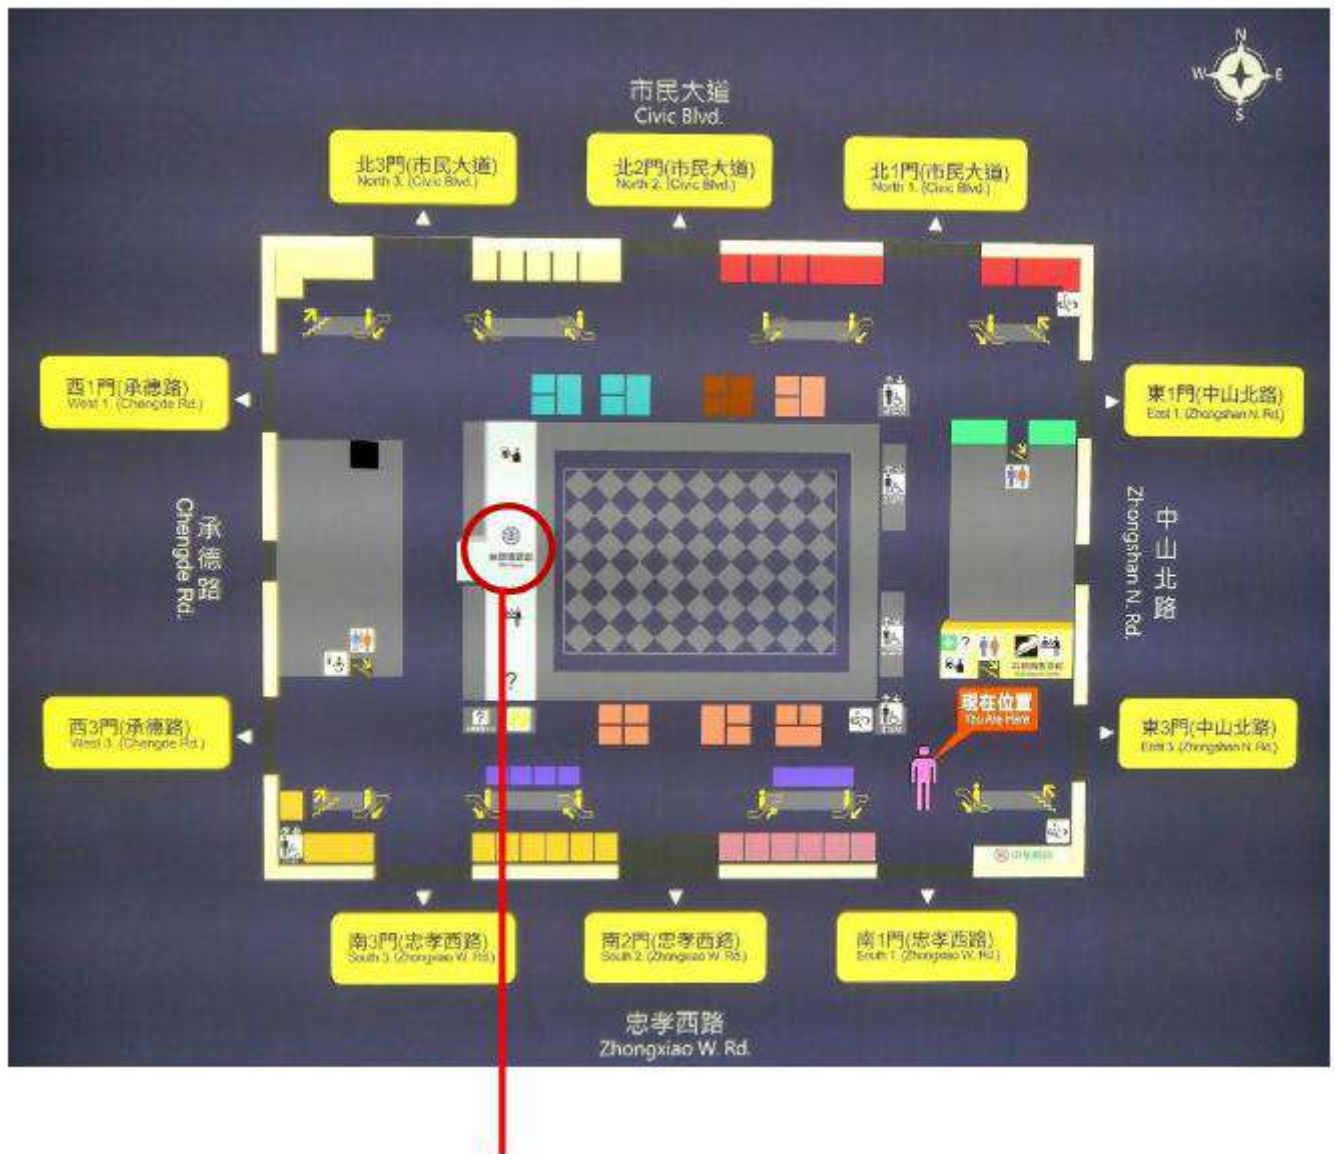 N
W
E
S
市民大道
Civic Blvd.
北3門(市民大道)
North 3. (Civic Blvd.)
北2門(市民大道)
North 2. (Civic Blvd.)
北1門(市民大道)
North 1. (Civic Blvd.)
西1門(承德路)
West 1. (Chengde Rd.)
東1門(中山北路)
East 1. (Zhongshan N. Rd.)
承德路
Chengde Rd.
中山北路
Zhongshan N. Rd.
?
?
?
現在位置
You Are Here
西3門(承德路)
West 3. (Chengde Rd.)
東3門(中山北路)
East 3. (Zhongshan N. Rd.)
南3門(忠孝西路)
South 3. (Zhongxiao W. Rd.)
南2門(忠孝西路)
South 2. (Zhongxiao W. Rd.)
南1門(忠孝西路)
South 1. (Zhongxiao W. Rd.)
忠孝西路
Zhongxiao W. Rd.